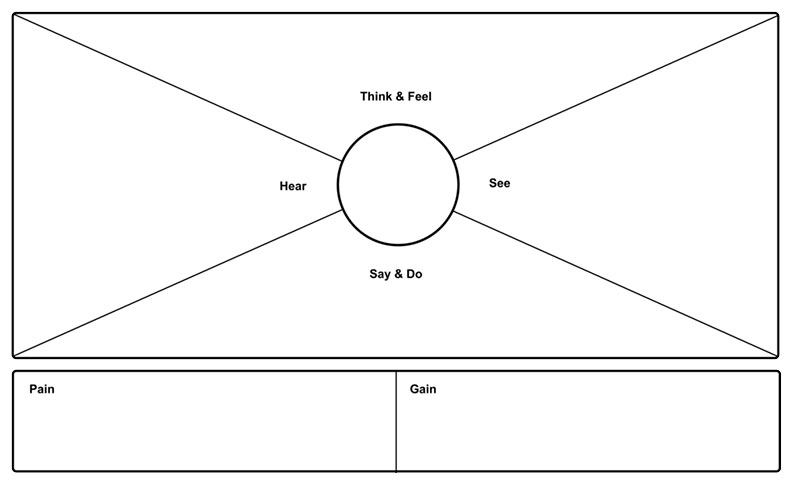 Think & Feel
Hear
See
Say & Do
Pain
Gain